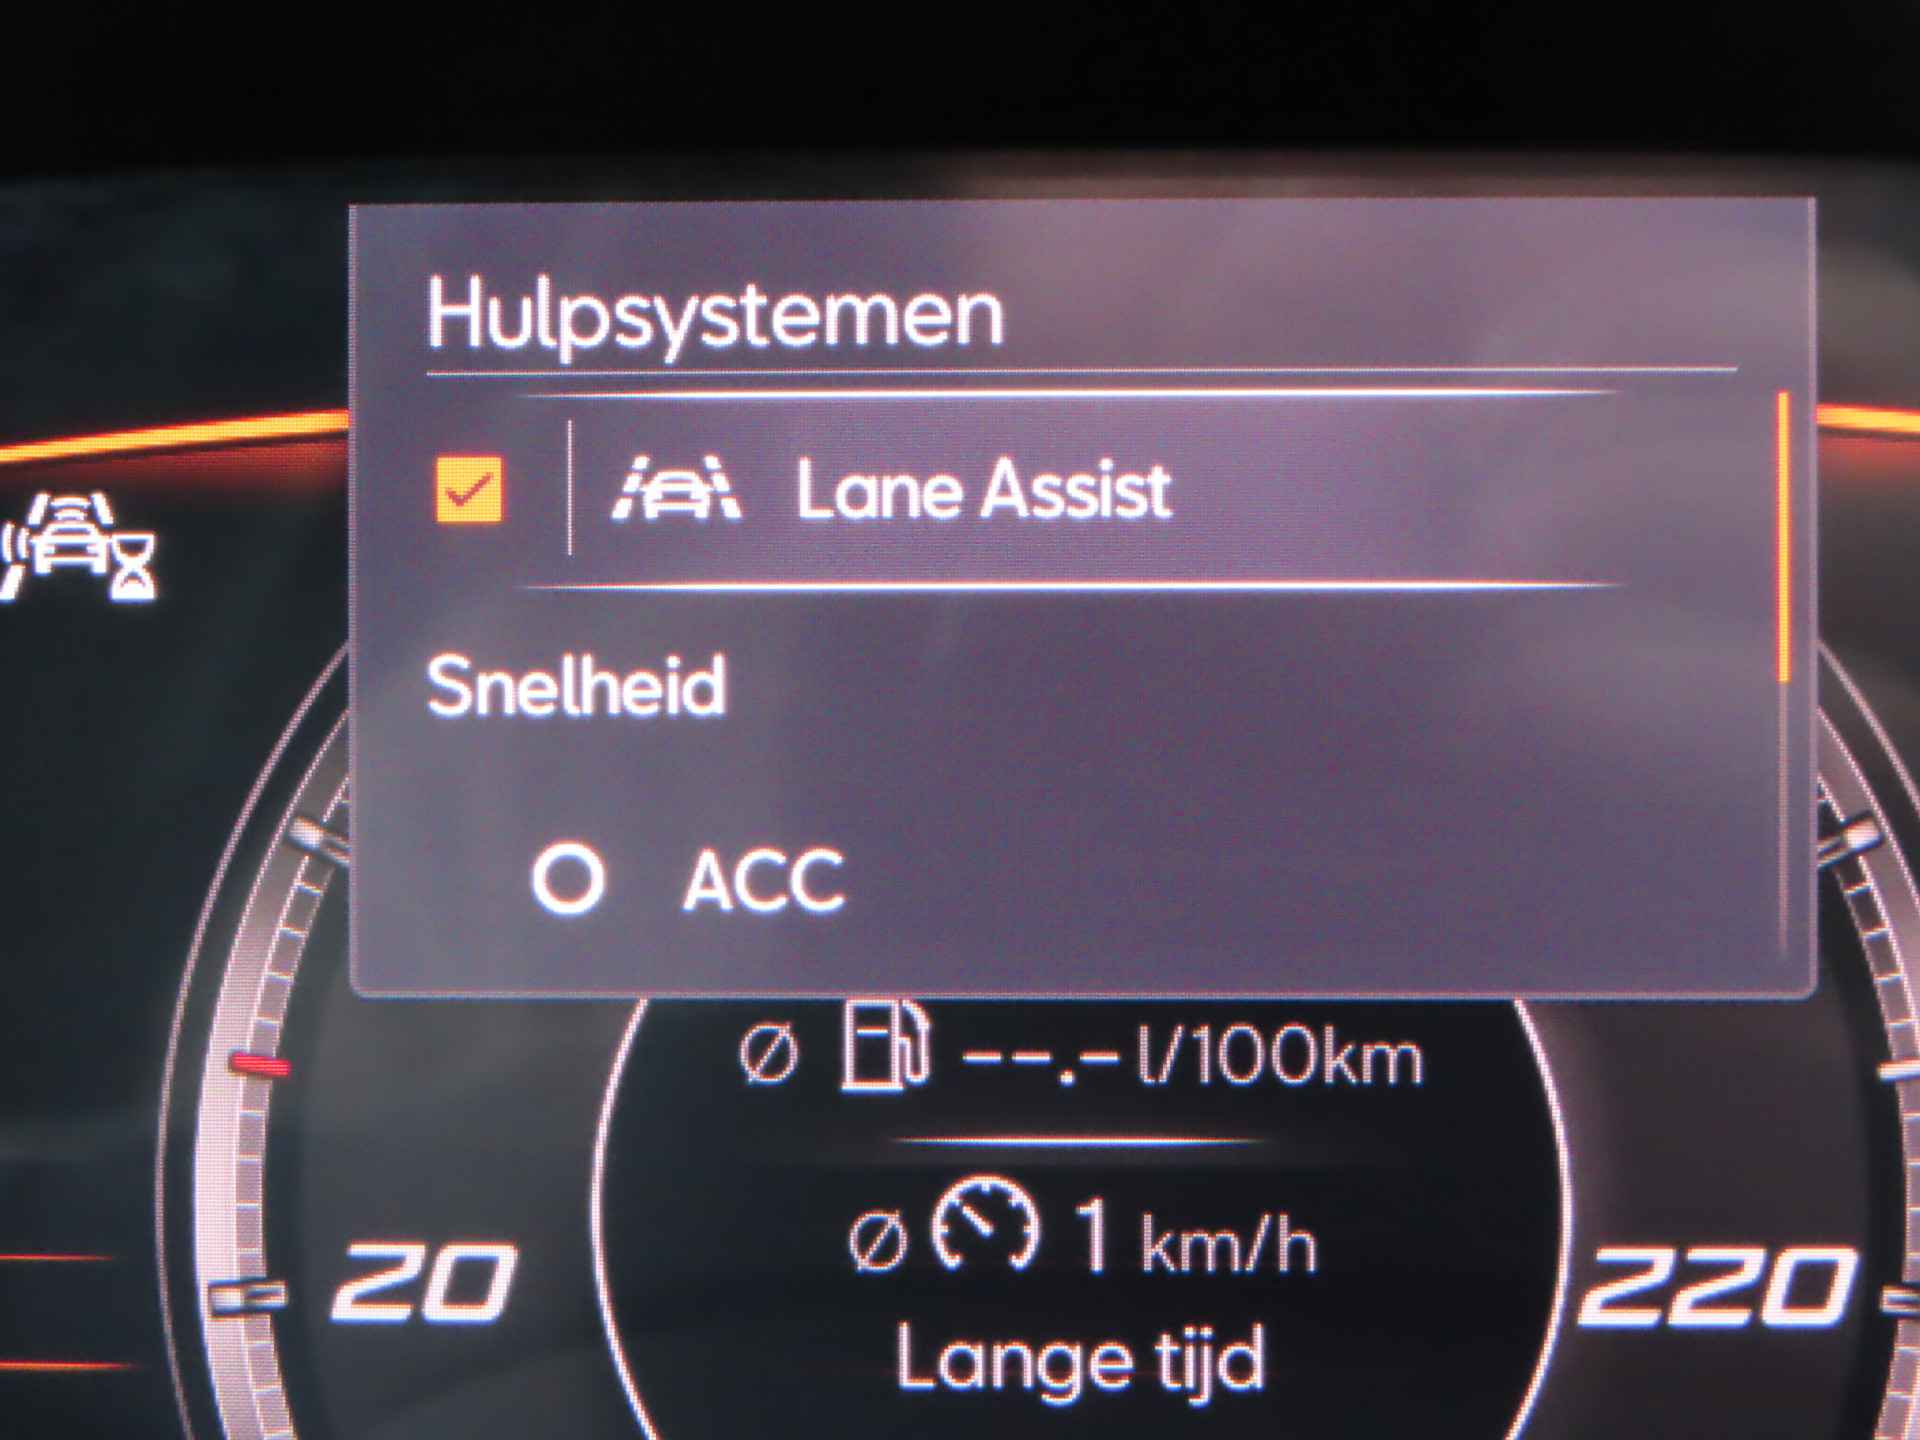 Hulpsystemen
Lane Assist
Snelheid
ACC
Ø --.- l/100km
Ø 1 km/h
20
220
Lange tijd